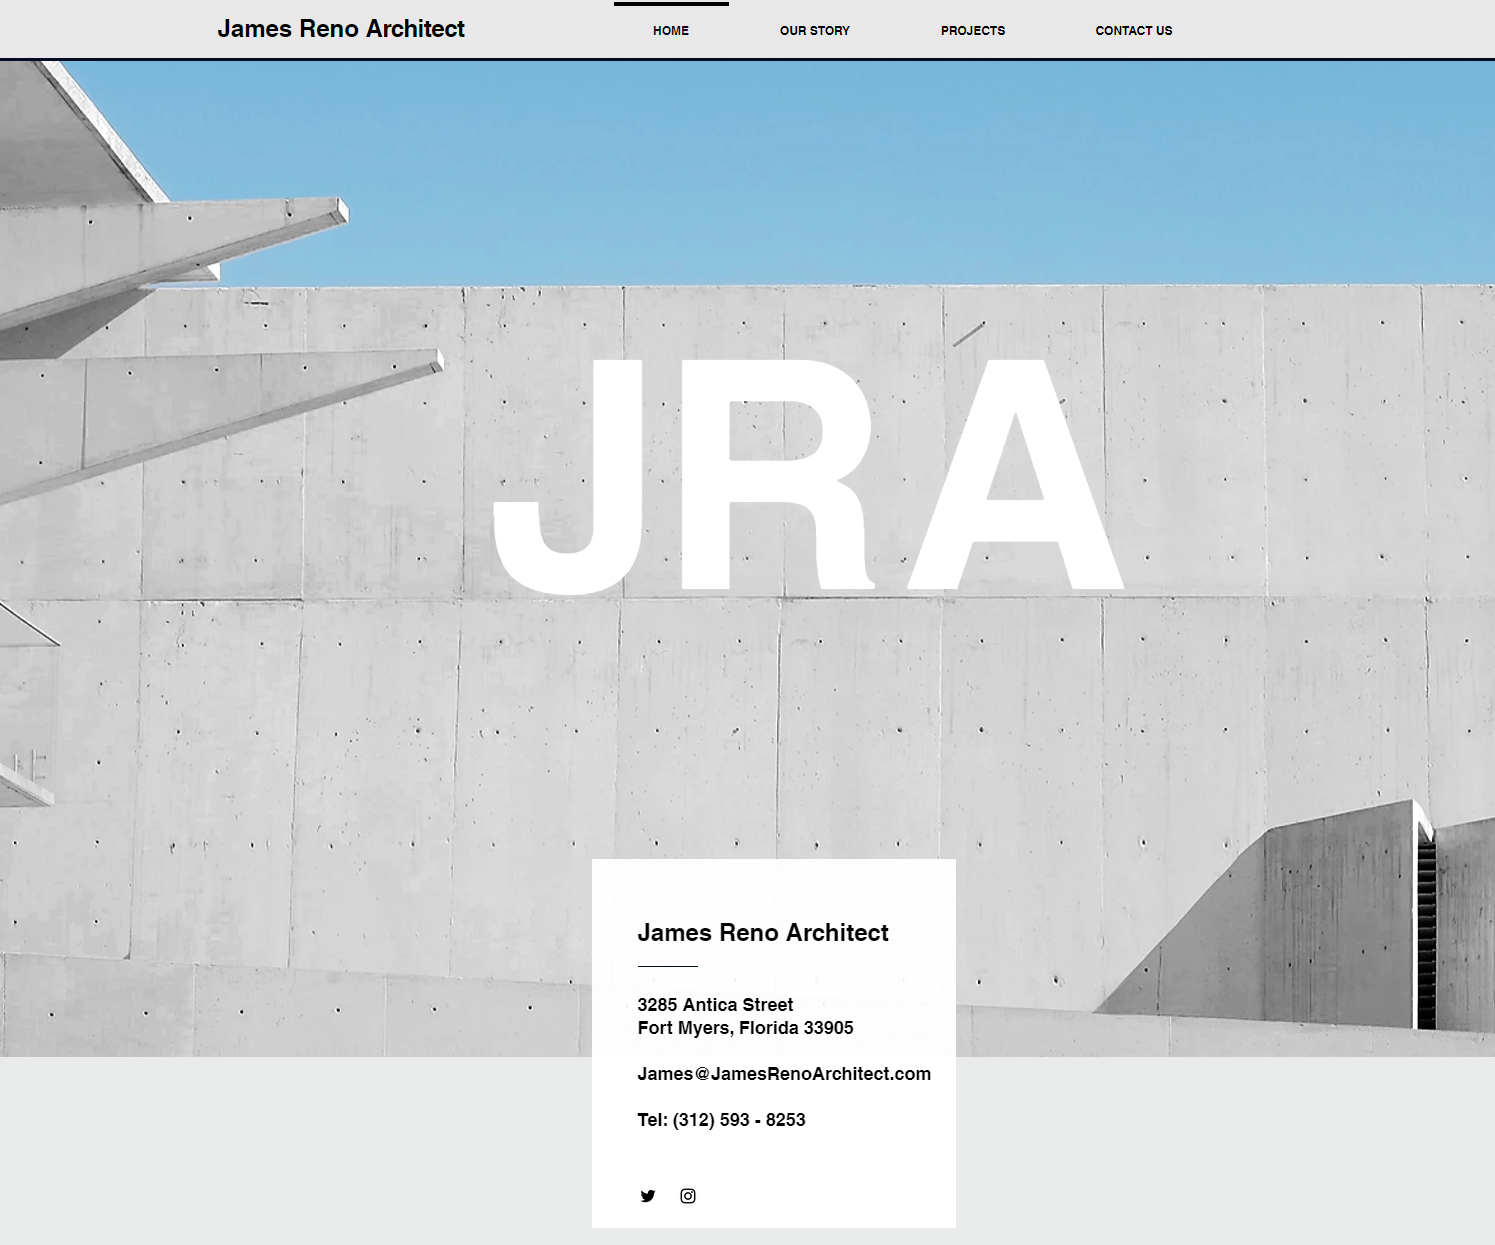 James Reno Architect
HOME
OUR STORY
PROJECTS
CONTACT US
JRA
James Reno Architect
3285 Antica Street
Fort Myers, Florida 33905
James@JamesRenoArchitect.com
Tel: (312) 593 - 8253